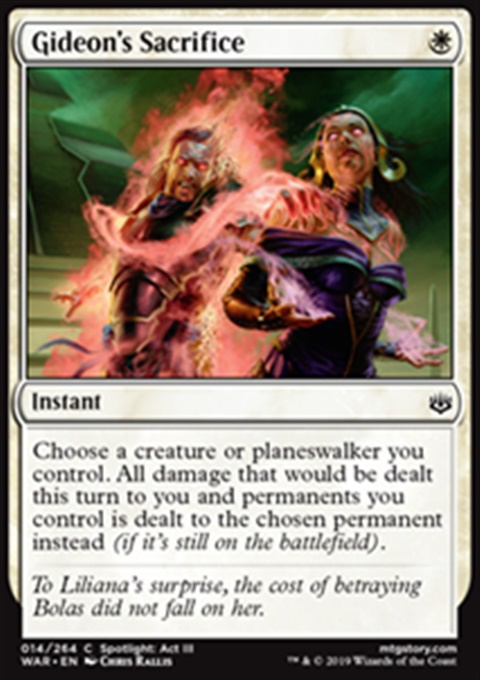 Gideon's Sacrifice
Instant
Choose a creature or planeswalker you
control. All damage that would be dealt
this turn to you and permanents you
control is dealt to the chosen permanent
instead (if it's still on the battlefield).
To Liliana's surprise, the cost of betraying
Bolas did not fall on her.
014/264 C Spotlight: Act III
mtgstory.com
WAR • EN Chris Rallis
™ & © 2019 Wizards of the Coast